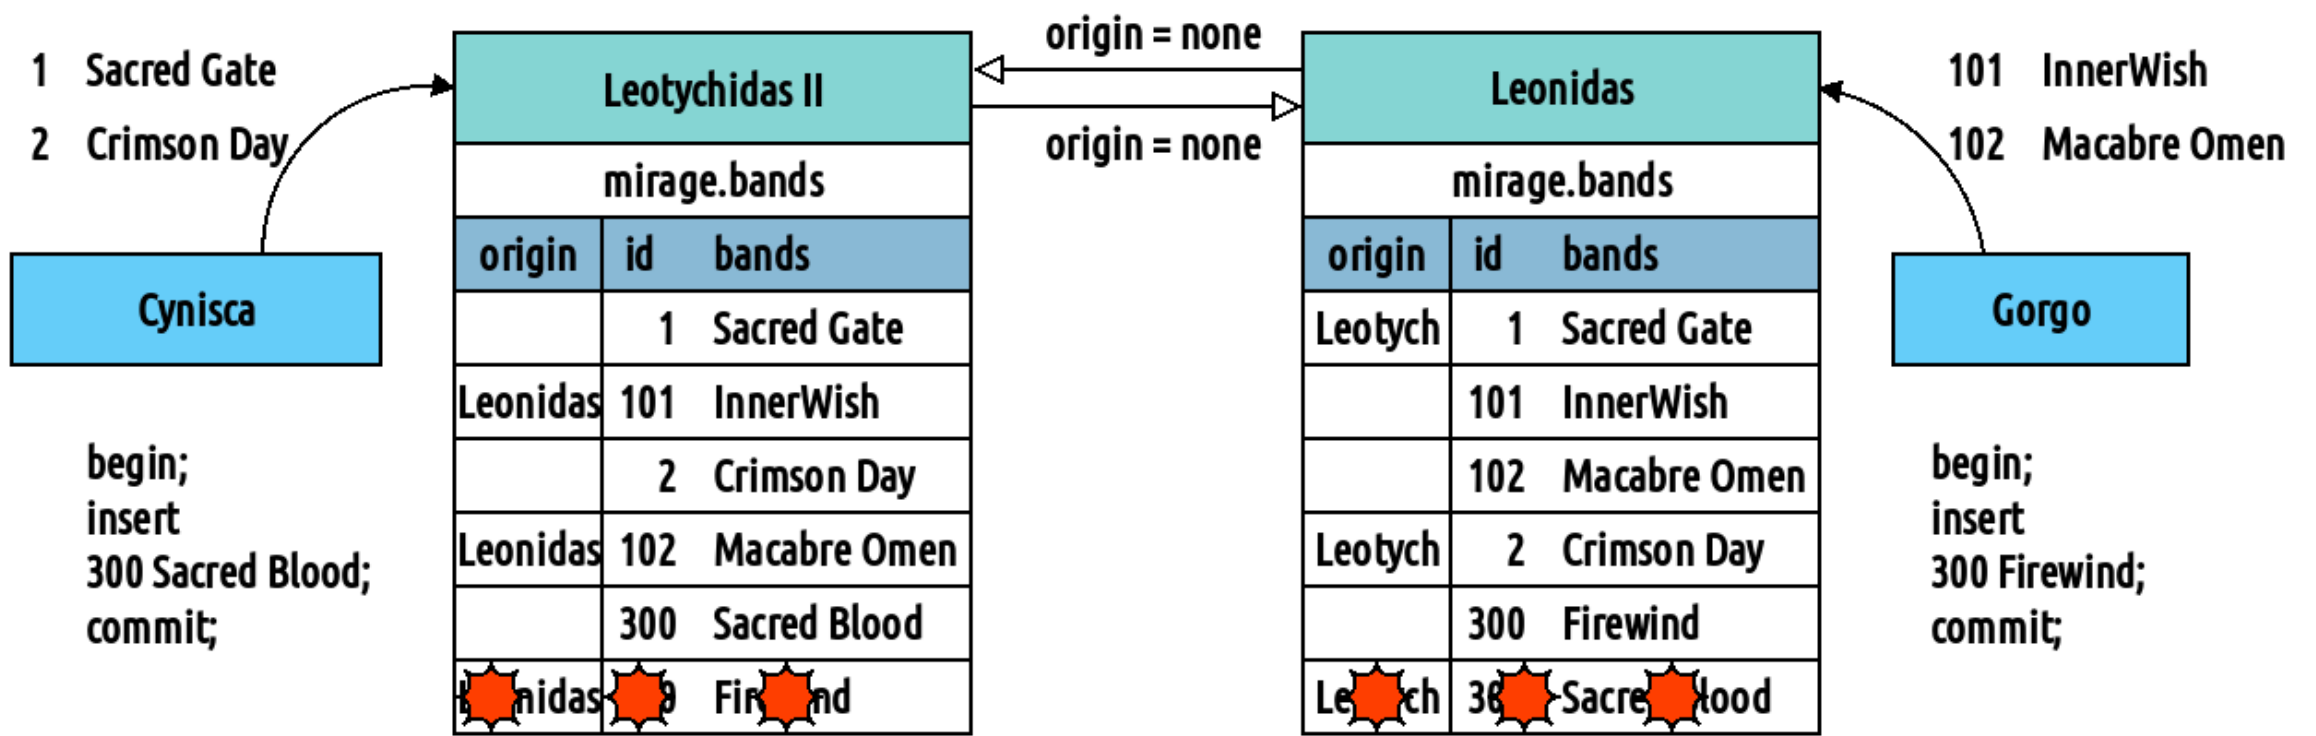 1 Sacred Gate
2 Crimson Day
Cynisca
begin;
insert
300 Sacred Blood;
commit;
Leotychidas II
mirage.bands
origin id bands
1 Sacred Gate
Leonidas 101 InnerWish
2 Crimson Day
Leonidas 102 Macabre Omen
300 Sacred Blood
origin = none
origin = none
Leonidas
mirage.bands
origin id bands
Leotych 1 Sacred Gate
101 InnerWish
102 Macabre Omen
Leotych 2 Crimson Day
300 Firewind
101 InnerWish
102 Macabre Omen
Gorgo
begin;
insert
300 Firewind;
commit;